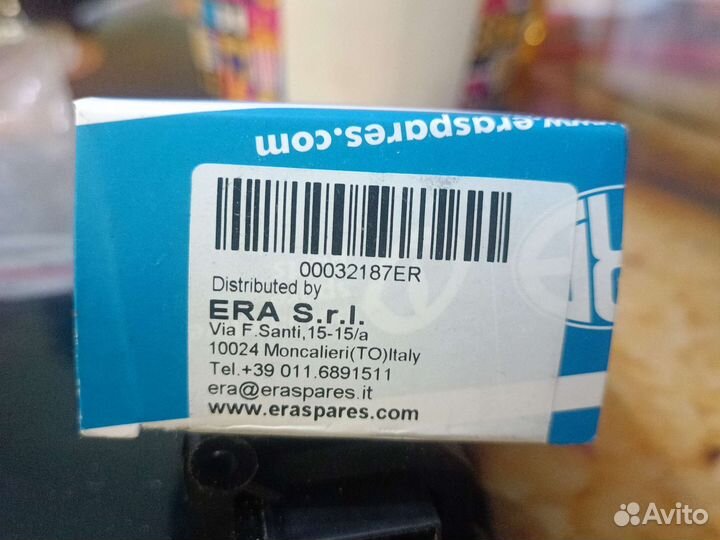 www.eraspares.com
00032187ER
Distributed by
ERA S.r.l.
Via F.Santi,15-15/a
10024 Moncalieri(TO)Italy
Tel.+39 011.6891511
era@eraspares.it
www.eraspares.com
Avito